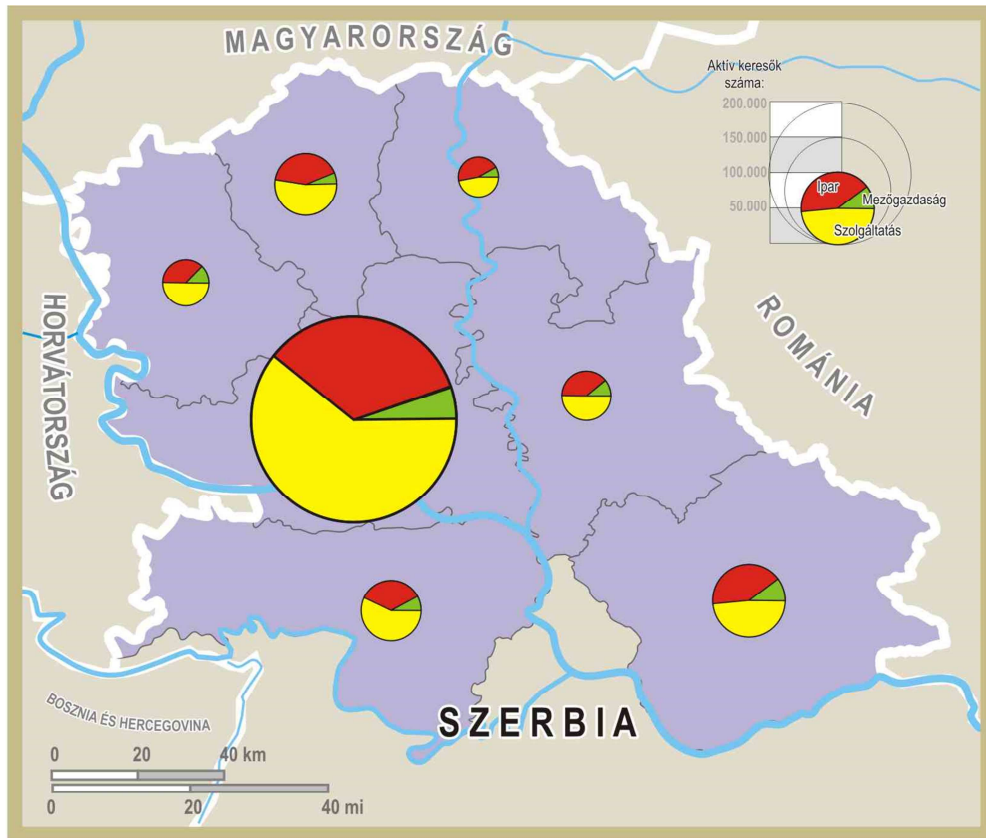 MAGYARORSZÁG
Aktív keresők
száma:
200.000
150.000
100.000
50.000
Ipar
Mezőgazdaság
Szolgáltatás
HORVÁTORSZÁG
ROMÁNIA
BOSZNIA ÉS HERCEGOVINA
SZERBIA
0 20 40 km
0 20 40 mi